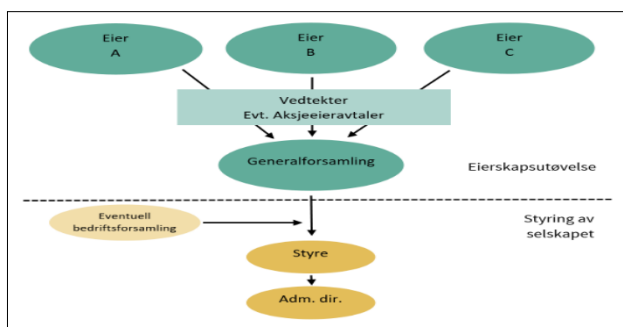 Eier
A
Eier
B
Eier
C
Vedtekter
Evt. Aksjeeieravtaler
Generalforsamling
Eierskapsutøvelse
Eventuell
bedriftsforsamling
Styring av
selskapet
Styre
Adm. dir.